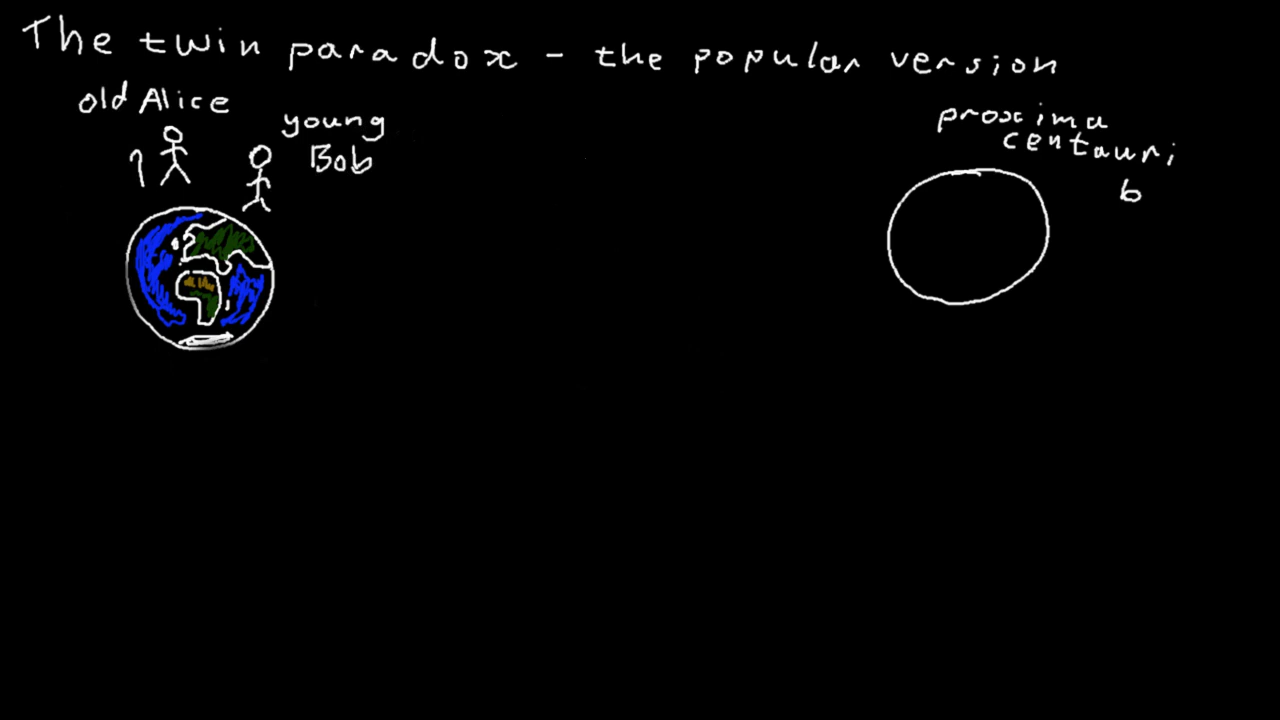 The twin paradox - the popular version
old Alice
young
Bob
proxima
centauri
b